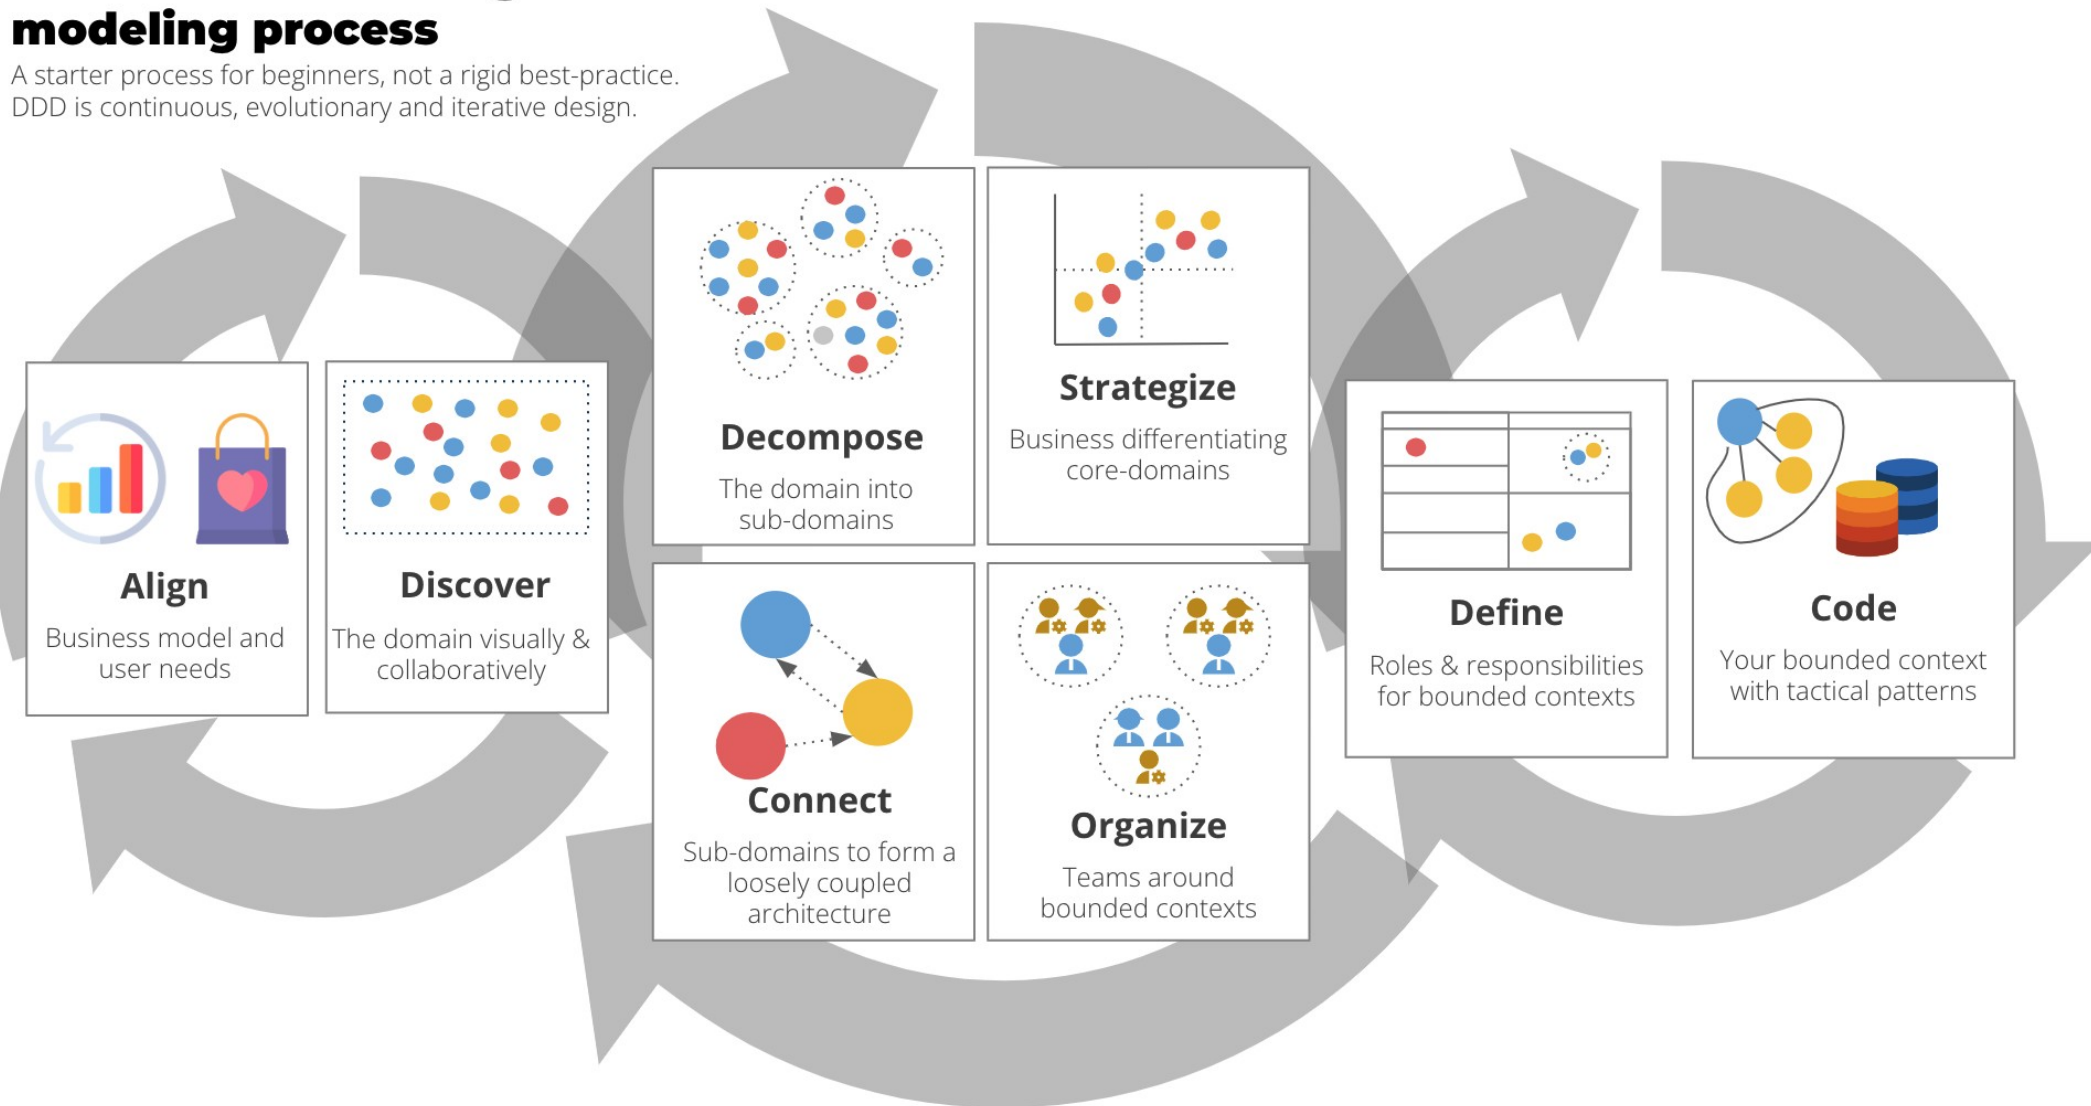 modeling process
A starter process for beginners, not a rigid best-practice.
DDD is continuous, evolutionary and iterative design.
Align
Business model and
user needs
Discover
The domain visually &
collaboratively
Decompose
The domain into
sub-domains
Strategize
Business differentiating
core-domains
Connect
Sub-domains to form a
loosely coupled
architecture
Organize
Teams around
bounded contexts
Define
Roles & responsibilities
for bounded contexts
Code
Your bounded context
with tactical patterns